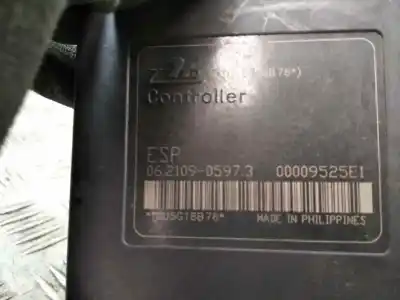 Controller
ESP
06.2109-0597.3 00009525E1
MADE IN PHILIPPINES